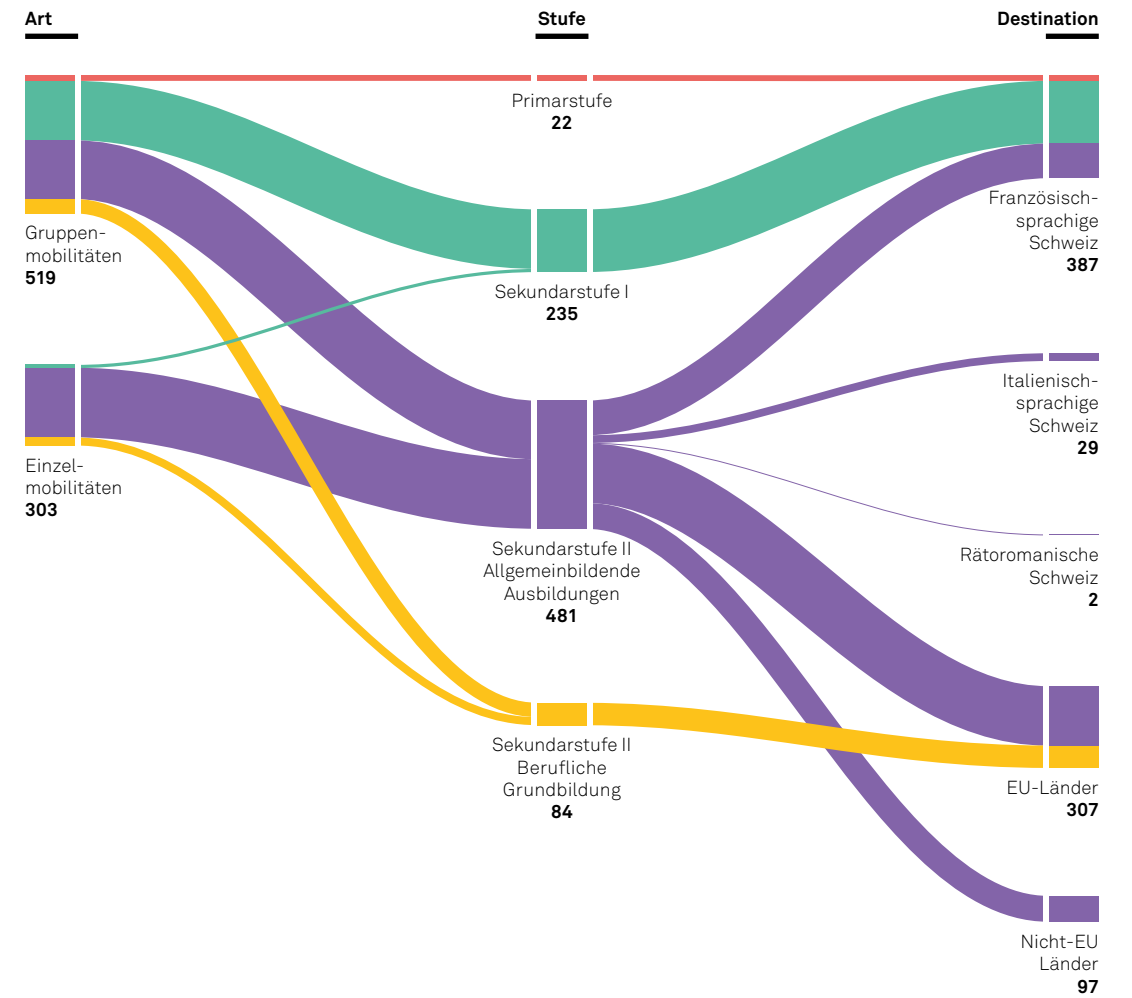 Art
Stufe
Destination
Primarstufe
22
Gruppen-
mobilitäten
519
Sekundarstufe I
235
Einzel-
mobilitäten
303
Sekundarstufe II
Allgemeinbildende
Ausbildungen
481
Sekundarstufe II
Berufliche
Grundbildung
84
Französisch-
sprachige
Schweiz
387
Italienisch-
sprachige
Schweiz
29
Rätoromanische
Schweiz
2
EU-Länder
307
Nicht-EU
Länder
97